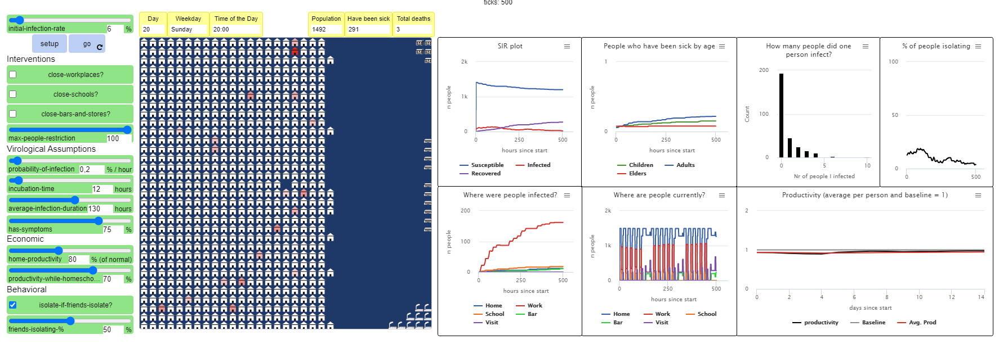 ticks: 500
initial-infection-rate 6 %
setup go
Interventions
close-workplaces?
close-schools?
close-bars-and-stores?
max-people-restriction 100
Virological Assumptions
probability-of-infection 0,2 % / hour
incubation-time 12 hours
average-infection-duration 130 hours
has-symptoms 75 %
Economic
home-productivity 80 % (of normal)
productivity-while-homescho... 70 %
Behavioral
isolate-if-friends-isolate?
friends-isolating-% 50 %
Day Weekday Time of the Day Population Have been sick Total deaths
20 Sunday 20:00 1492 291 3
SIR plot
n people
2k
1k
0
0 250 500
hours since start
Susceptible Infected
Recovered
People who have been sick by age
n people
1
0
0 250 500
hours since start
Children Adults
Elders
How many people did one
person infect?
Count
200
100
0
0 5 10
Nr of people I infected
% of people isolating
100
50
0
0 500
Where were people infected?
n people
200
100
0
0 250 500
hours since start
Home Work
School Bar
Visit
Where are people currently?
n people
2k
1k
0
0 250 500
hours since start
Home Work School
Bar Visit
Productivity (average per person and baseline = 1)
2
1
0
0 2 4 6 8 10 12 14
days since start
productivity Baseline Avg. Prod